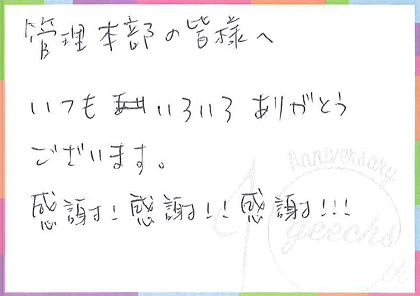 管理本部の皆様へ
いつもいろいろありがとう
ございます。
感謝!感謝!!感謝!!!
Anniversary
geechs